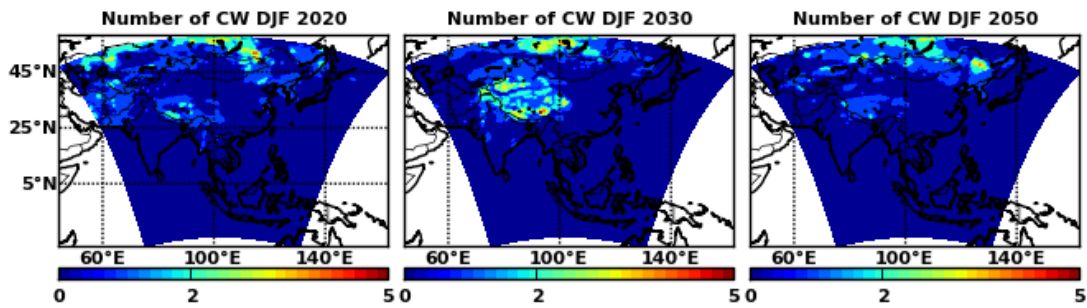 Number of CW DJF 2020 Number of CW DJF 2030 Number of CW DJF 2050
45°N
25°N
5°N
60°E 100°E 140°E 60°E 100°E 140°E 60°E 100°E 140°E
0 2 5 0 2 5 0 2 5